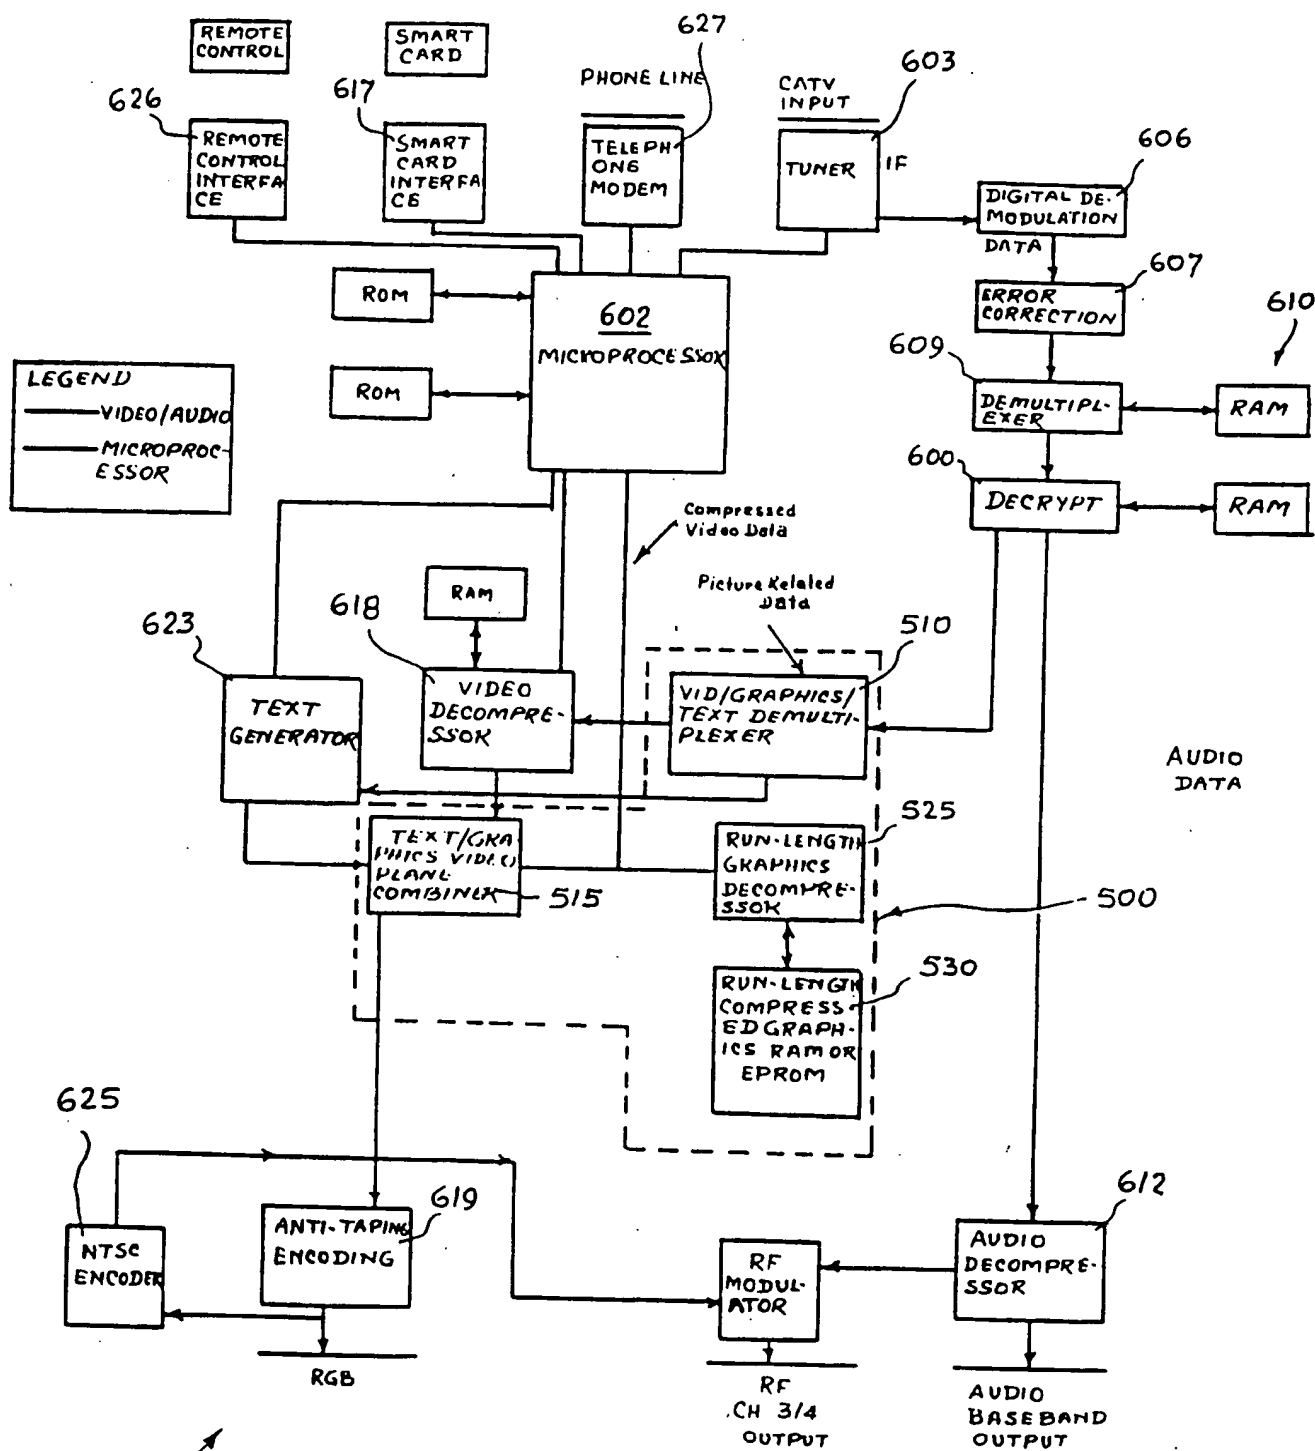 REMOTE
CONTROL
SMART
CARD
627
PHONE LINE
CATV
INPUT
603
626
617
606
REMOTE
CONTROL
INTERFA
CE
SMART
CARD
INTERFA
CE
TELEPH
ONE
MODEM
TUNER
IF
DIGITAL DE-
MODULATION
DATA
607
ROM
602
MICROPROCESSOR
ERROR
CORRECTION
610
609
LEGEND
VIDEO/AUDIO
MICROPROC-
ESSOR
ROM
DEMULTIPL-
EXER
RAM
600
DECRYPT
RAM
Compressed
Video Data
Picture Related
Data
RAM
618
623
510
TEXT
GENERATOR
VIDEO
DECOMPRE-
SSOR
VID/GRAPHICS/
TEXT DEMULTI-
PLEXER
AUDIO
DATA
TEXT/GRA
PHICS VIDEO
PLANE
COMBINER
515
RUN-LENGTH
GRAPHICS
DECOMPRE-
SSOR
525
500
530
RUN-LENGTH
COMPRESS
ED GRAPH-
ICS RAM OR
EPROM
625
619
612
NTSC
ENCODER
ANTI-TAPING
ENCODING
RF
MODUL-
ATOR
AUDIO
DECOMPRE-
SSOR
RGB
RF
CH 3/4
OUTPUT
AUDIO
BASEBAND
OUTPUT